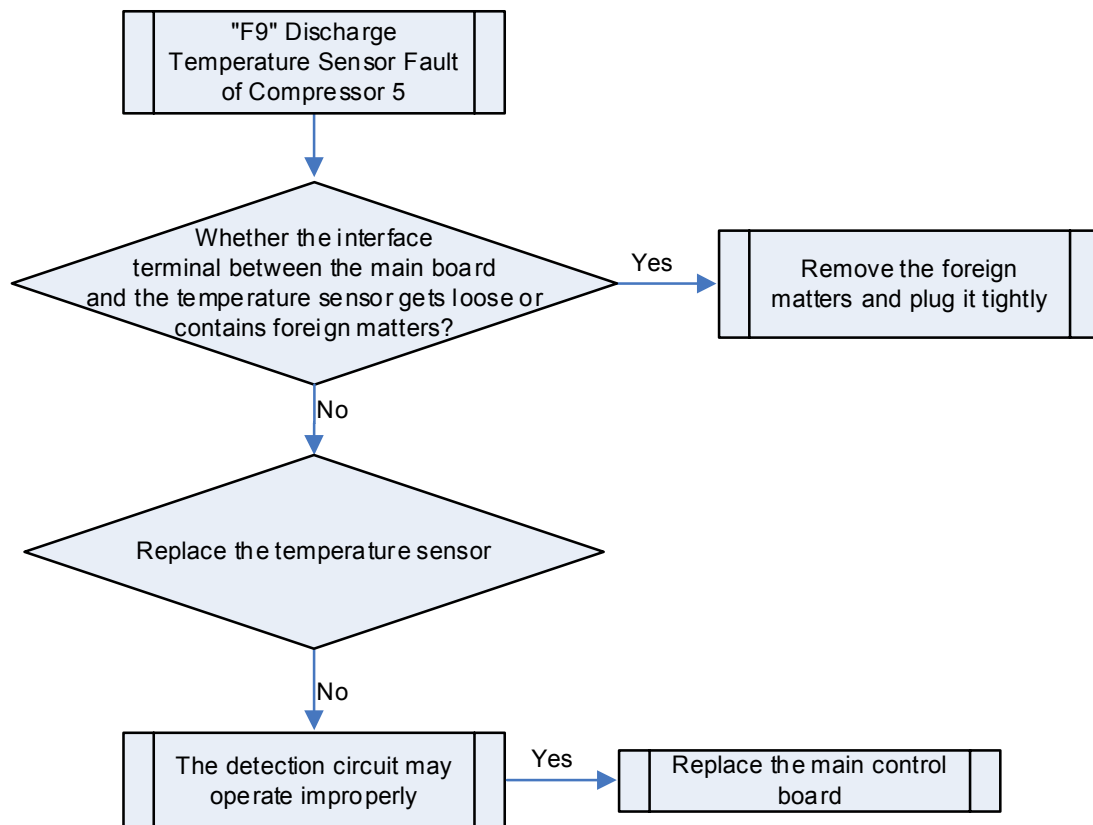 "F9" Discharge
Temperature Sensor Fault
of Compressor 5
Whether the interface
terminal between the main board
and the temperature sensor gets loose or
contains foreign matters?
Yes
Remove the foreign
matters and plug it tightly
No
Replace the temperature sensor
No
The detection circuit may
operate improperly
Yes
Replace the main control
board